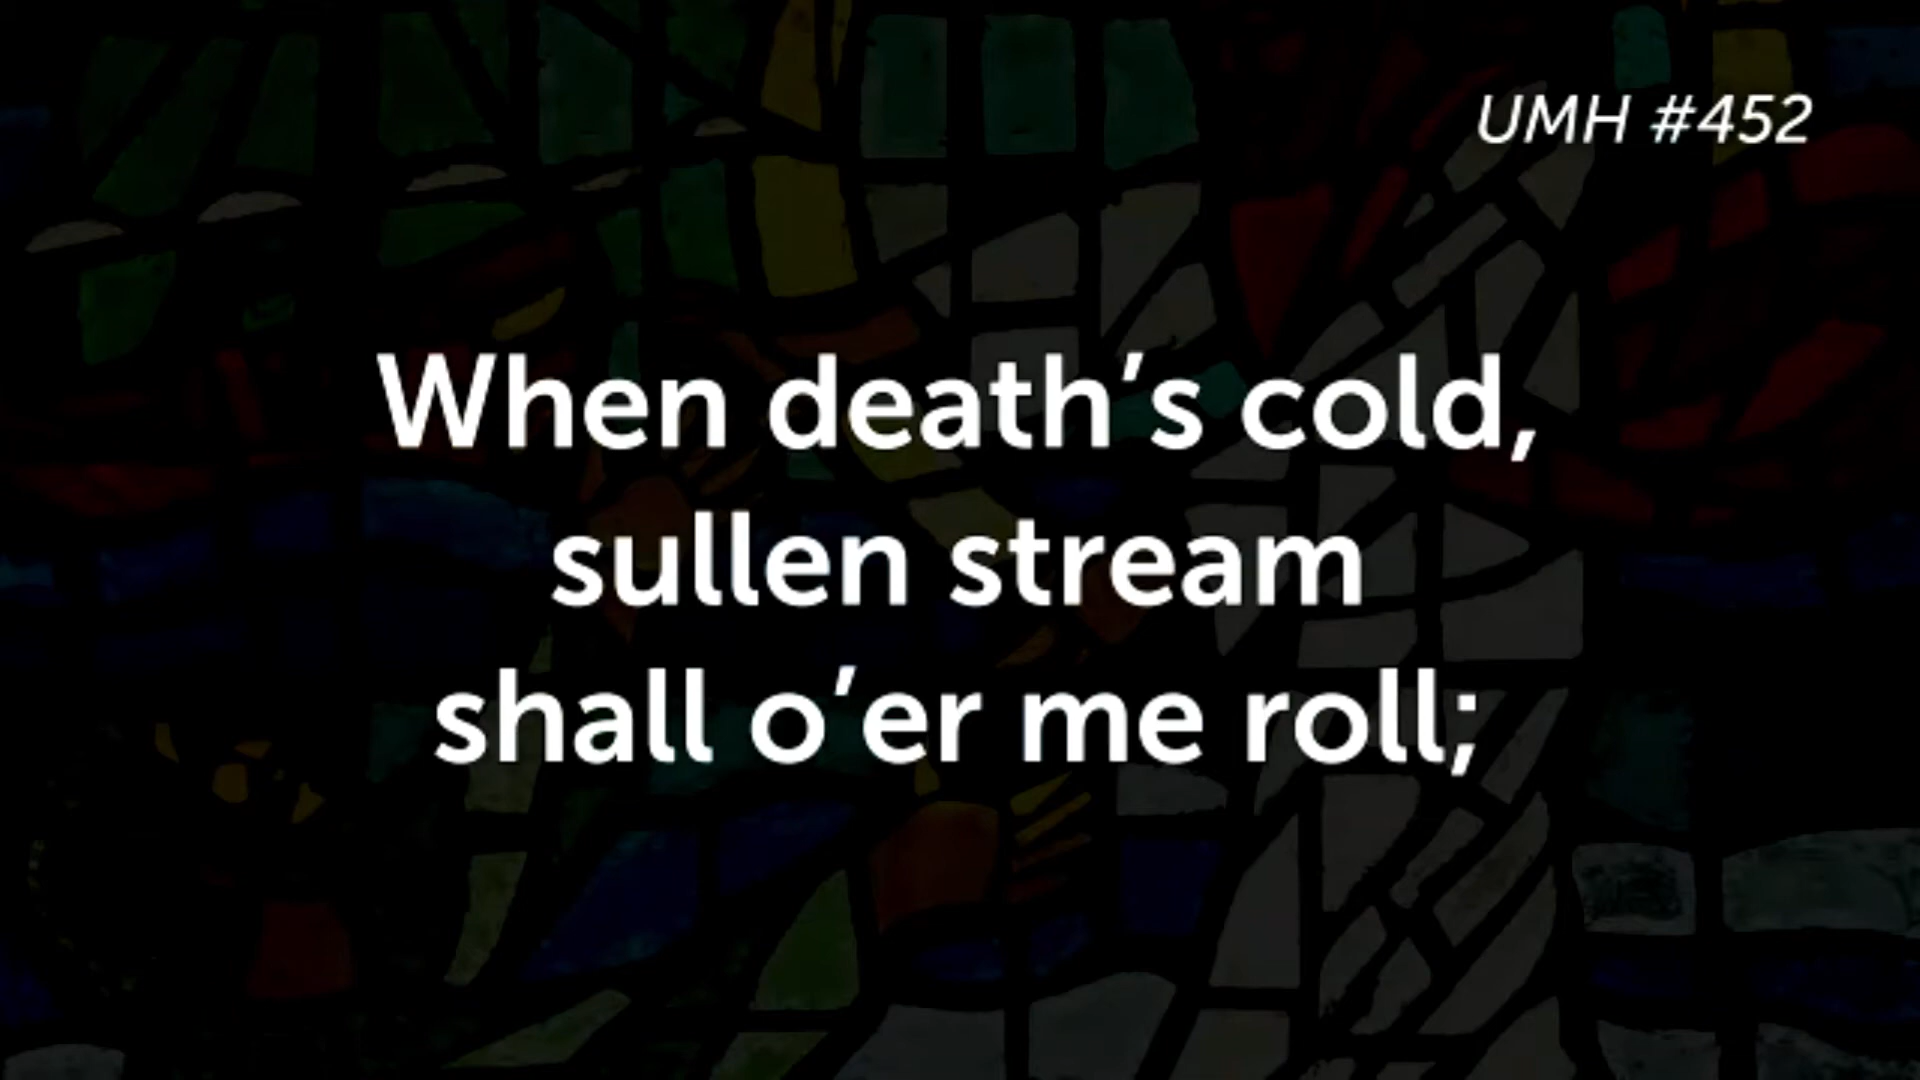 UMH #452
When death’s cold,
sullen stream
shall o’er me roll;